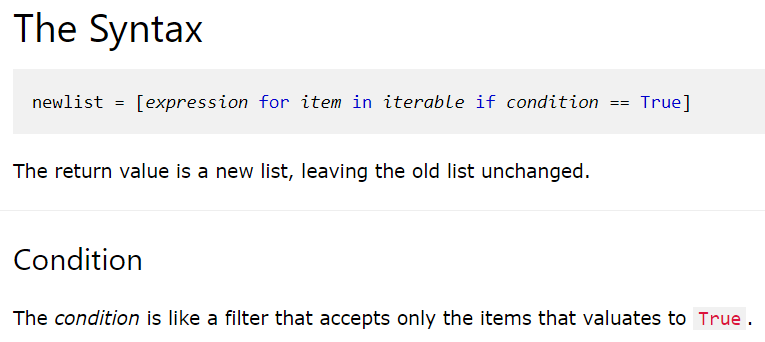 The Syntax
newlist = [expression for item in iterable if condition == True]
The return value is a new list, leaving the old list unchanged.
Condition
The condition is like a filter that accepts only the items that valuates to True.